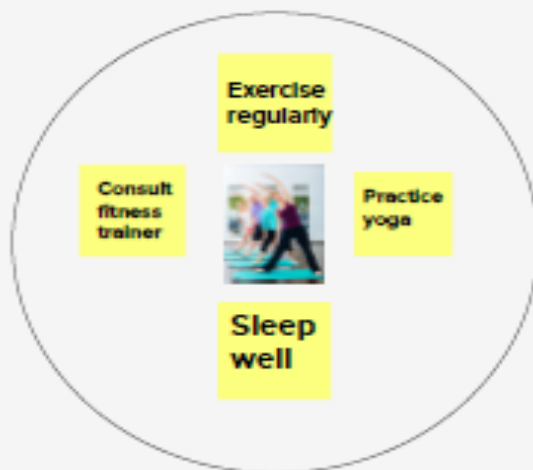 Exercise
regularly
Consult
fitness
trainer
Practice
yoga
Sleep
well